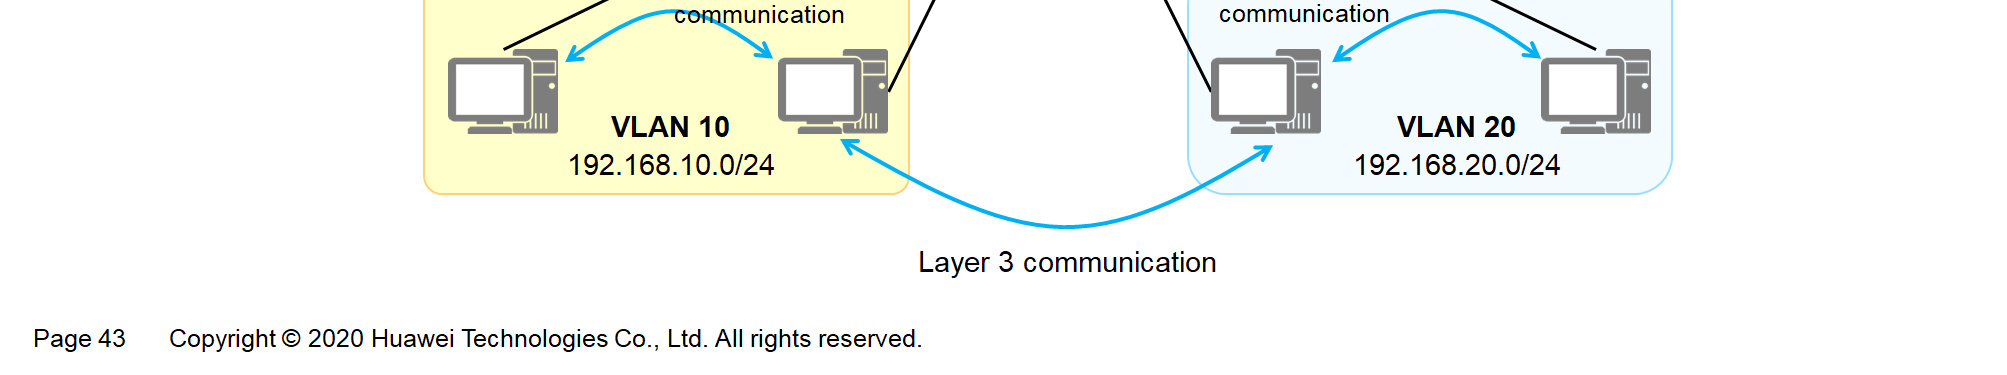 communication
communication
VLAN 10
192.168.10.0/24
VLAN 20
192.168.20.0/24
Layer 3 communication
Page 43
Copyright © 2020 Huawei Technologies Co., Ltd. All rights reserved.